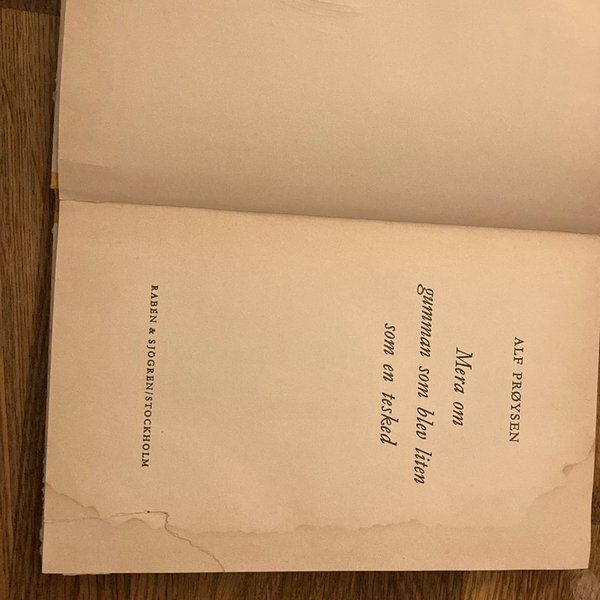 ALF PRØYSEN
Mera om
gumman som blev liten
som en tesked
RABÉN & SJÖGREN/STOCKHOLM